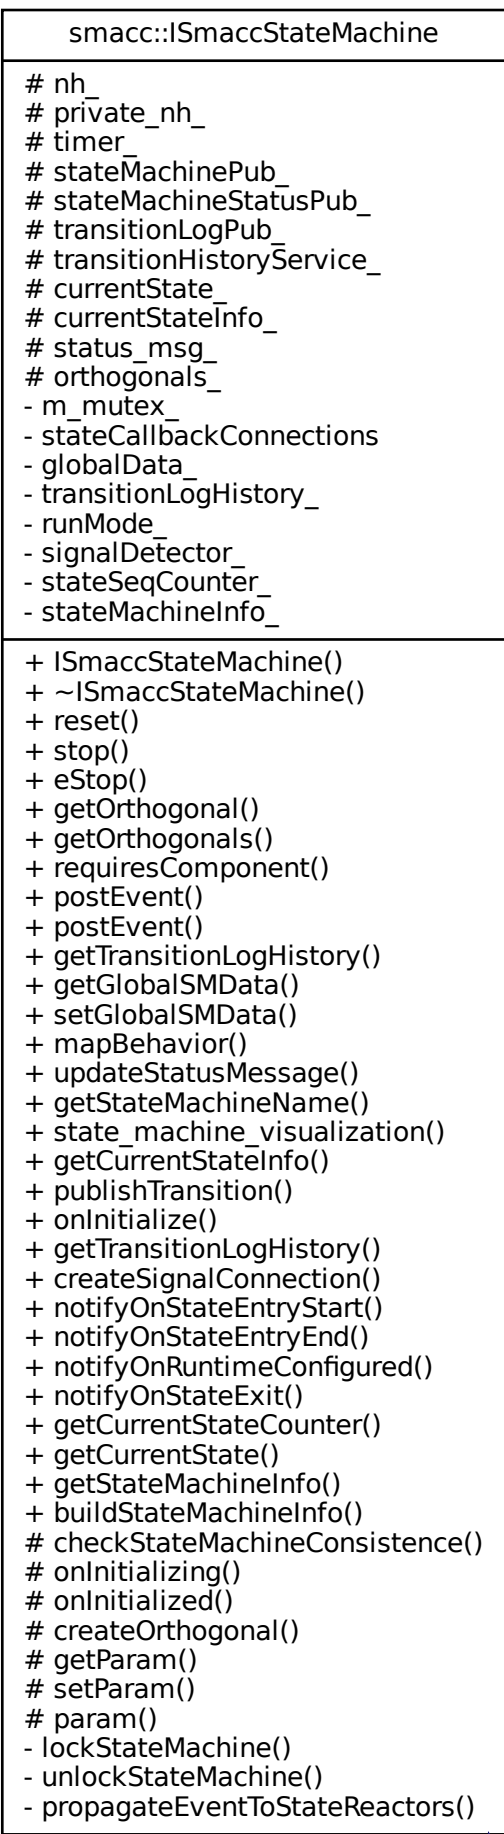 smacc::ISmaccStateMachine
# nh_
# private_nh_
# timer_
# stateMachinePub_
# stateMachineStatusPub_
# transitionLogPub_
# transitionHistoryService_
# currentState_
# currentStateInfo_
# status_msg_
# orthogonals_
- m_mutex_
- stateCallbackConnections
- globalData_
- transitionLogHistory_
- runMode_
- signalDetector_
- stateSeqCounter_
- stateMachineInfo_
+ ISmaccStateMachine()
+ ~ISmaccStateMachine()
+ reset()
+ stop()
+ eStop()
+ getOrthogonal()
+ getOrthogonals()
+ requiresComponent()
+ postEvent()
+ postEvent()
+ getTransitionLogHistory()
+ getGlobalSMData()
+ setGlobalSMData()
+ mapBehavior()
+ updateStatusMessage()
+ getStateMachineName()
+ state_machine_visualization()
+ getCurrentStateInfo()
+ publishTransition()
+ onInitialize()
+ getTransitionLogHistory()
+ createSignalConnection()
+ notifyOnStateEntryStart()
+ notifyOnStateEntryEnd()
+ notifyOnRuntimeConfigured()
+ notifyOnStateExit()
+ getCurrentStateCounter()
+ getCurrentState()
+ getStateMachineInfo()
+ buildStateMachineInfo()
# checkStateMachineConsistence()
# onInitializing()
# onInitialized()
# createOrthogonal()
# getParam()
# setParam()
# param()
- lockStateMachine()
- unlockStateMachine()
- propagateEventToStateReactors()